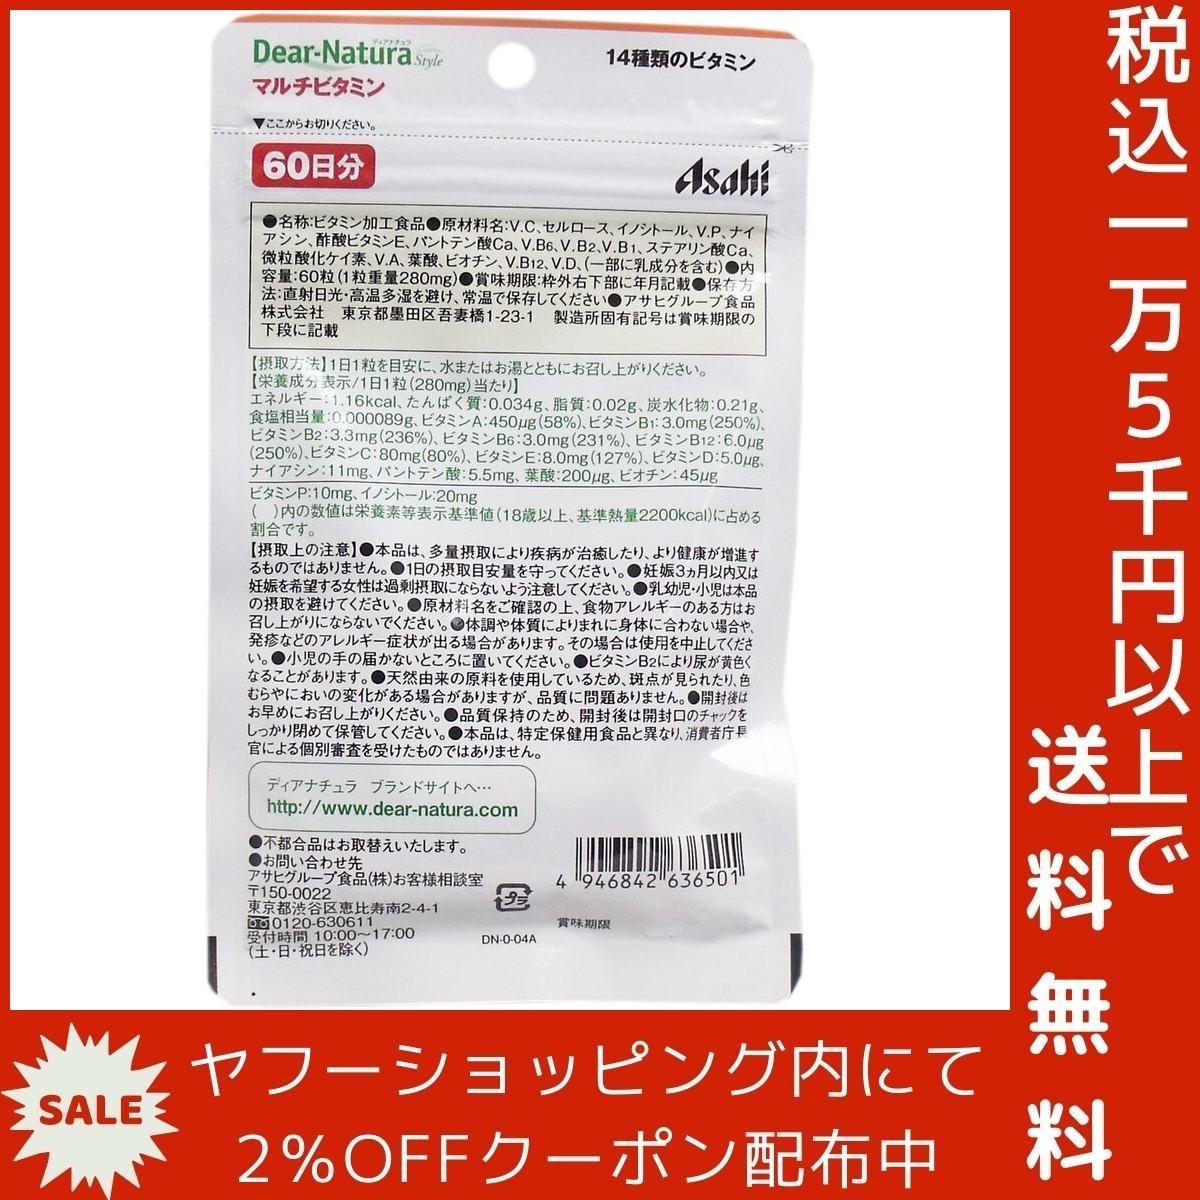 Dear-Natura Style
ディアナチュラ
マルチビタミン
14種類のビタミン
▼ここからお切りください。
60日分
Asahi
●名称:ビタミン加工食品●原材料名:V.C、セルロース、イノシトール、V.P、ナイ
アシン、酢酸ビタミンE、パントテン酸Ca、V.B6、V.B2、V.B1、ステアリン酸Ca、
微粒酸化ケイ素、V.A、葉酸、ビオチン、V.B12、V.D、(一部に乳成分を含む)●内
容量:60粒(1粒重量280mg)●賞味期限:枠外右下部に年月記載●保存方
法:直射日光・高温多湿を避け、常温で保存してください●アサヒグループ食品
株式会社 東京都墨田区吾妻橋1-23-1 製造所固有記号は賞味期限の
下段に記載
【摂取方法】1日1粒を目安に、水またはお湯とともにお召し上がりください。
【栄養成分表示/1日1粒(280mg)当たり】
エネルギー:1.16kcal、たんぱく質:0.034g、脂質:0.02g、炭水化物:0.21g、
食塩相当量:0.000089g、ビタミンA:450μg(58%)、ビタミンB1:3.0mg(250%)、
ビタミンB2:3.3mg(236%)、ビタミンB6:3.0mg(231%)、ビタミンB12:6.0μg
(250%)、ビタミンC:80mg(80%)、ビタミンE:8.0mg(127%)、ビタミンD:5.0μg、
ナイアシン:11mg、パントテン酸:5.5mg、葉酸:200μg、ビオチン:45μg
ビタミンP:10mg、イノシトール:20mg
( )内の数値は栄養素等表示基準値(18歳以上、基準熱量2200kcal)に占める
割合です。
【摂取上の注意】●本品は、多量摂取により疾病が治癒したり、より健康が増進す
るものではありません。●1日の摂取目安量を守ってください。●妊娠3ヵ月以内又は
妊娠を希望する女性は過剰摂取にならないよう注意してください。●乳幼児・小児は本品
の摂取を避けてください。●原材料名をご確認の上、食物アレルギーのある方はお
召し上がりにならないでください。●体調や体質によりまれに身体に合わない場合や、
発疹などのアレルギー症状が出る場合があります。その場合は使用を中止してくださ
い。●小児の手の届かないところに置いてください。●ビタミンB2により尿が黄色く
なることがあります。●天然由来の原料を使用しているため、斑点が見られたり、色
むらやにおいの変化がある場合がありますが、品質に問題ありません。●開封後は
お早めにお召し上がりください。●品質保持のため、開封後は開封口のチャックを
しっかり閉めて保管してください。●本品は、特定保健用食品と異なり、消費者庁長
官による個別審査を受けたものではありません。
ディアナチュラ ブランドサイトへ…
http://www.dear-natura.com
●不都合品はお取替えいたします。
●お問い合わせ先
アサヒグループ食品(株)お客様相談室
〒150-0022
東京都渋谷区恵比寿南2-4-1
0120-630611
受付時間 10:00〜17:00
(土・日・祝日を除く)
プラ
DN-0-04A
4 946842 636501
賞味期限
税込一万5千円以上で
送料無料
SALE
ヤフーショッピング内にて
2%OFFクーポン配布中